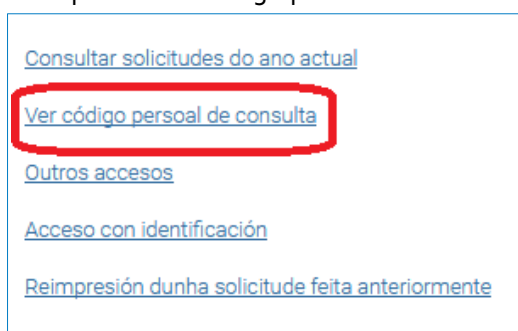 Consultar solicitudes do ano actual
Ver código persoal de consulta
Outros accesos
Acceso con identificación
Reimpresión dunha solicitude feita anteriormente